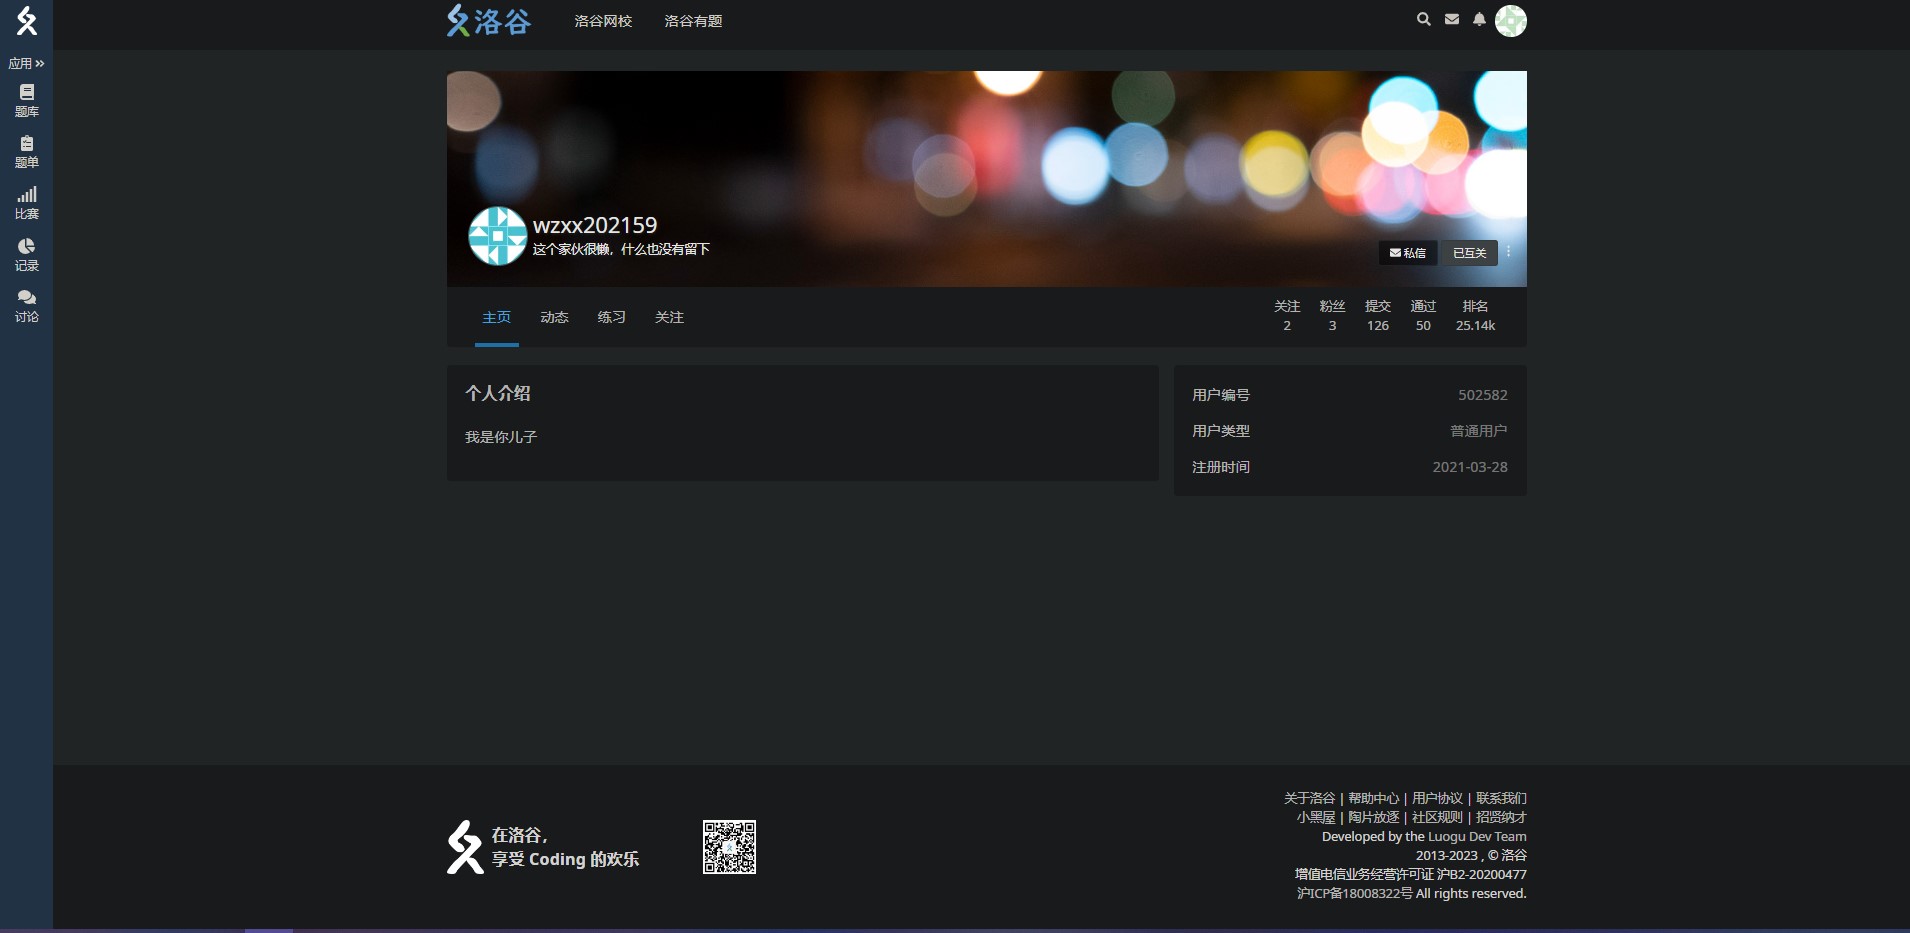 应用
题库
题单
比赛
记录
讨论
洛谷
洛谷网校
洛谷有题
wzxx202159
这个家伙很懒，什么也没有留下
私信
已互关
主页
动态
练习
关注
关注 粉丝 提交 通过 排名
2 3 126 50 25.14k
个人介绍
我是你儿子
用户编号 502582
用户类型 普通用户
注册时间 2021-03-28
在洛谷，
享受 Coding 的欢乐
关于洛谷 | 帮助中心 | 用户协议 | 联系我们
小黑屋 | 陶片放逐 | 社区规则 | 招贤纳才
Developed by the Luogu Dev Team
2013-2023 , © 洛谷
增值电信业务经营许可证 沪B2-20200477
沪ICP备18008322号 All rights reserved.